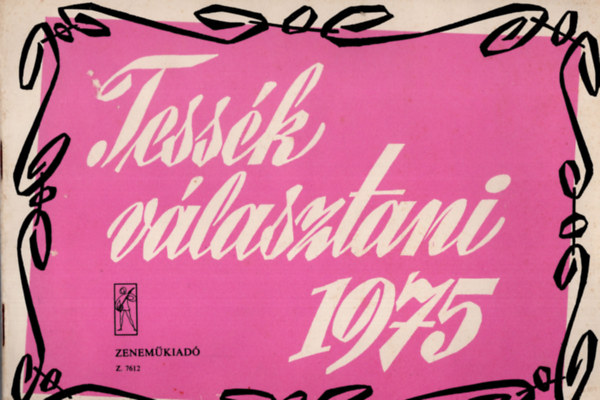 Tessék
választani
1975
ZENEMŰKIADÓ
Z. 7612